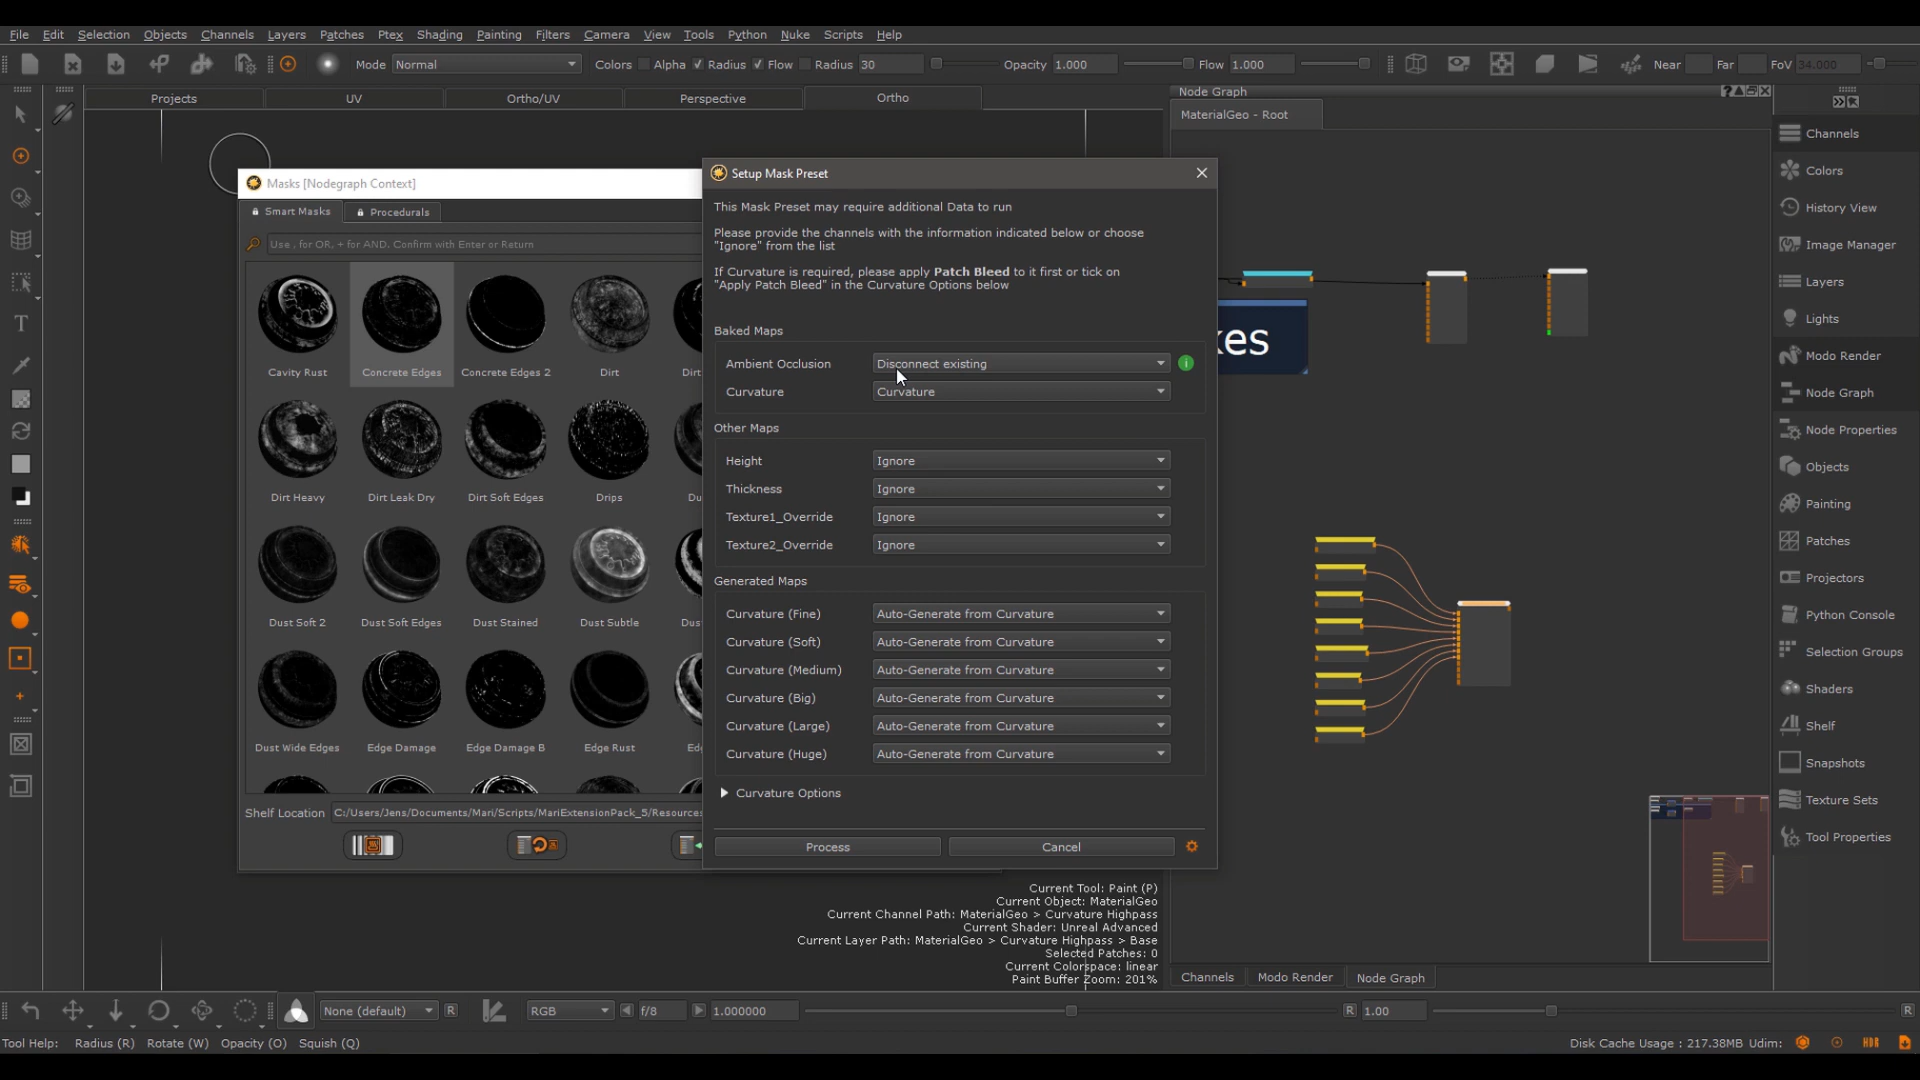 File Edit Selection Objects Channels Layers Patches Ptex Shading Painting Filters Camera View Tools Python Nuke Scripts Help
Mode Normal Colors Alpha Radius Flow Radius 30 Opacity 1.000 Flow 1.000 Near Far FoV 34.000
Projects UV Ortho/UV Perspective Ortho
Node Graph
MaterialGeo - Root
Masks [Nodegraph Context]
Smart Masks Procedurals
Use , for OR, + for AND. Confirm with Enter or Return
Cavity Rust Concrete Edges Concrete Edges 2 Dirt Dirt
Dirt Heavy Dirt Leak Dry Dirt Soft Edges Drips Du
Dust Soft 2 Dust Soft Edges Dust Stained Dust Subtle Dus
Dust Wide Edges Edge Damage Edge Damage B Edge Rust Ed
Shelf Location C:/Users/Jens/Documents/Mari/Scripts/MariExtensionPack_5/Resources
Setup Mask Preset
This Mask Preset may require additional Data to run
Please provide the channels with the information indicated below or choose
"Ignore" from the list
If Curvature is required, please apply Patch Bleed to it first or tick on
"Apply Patch Bleed" in the Curvature Options below
Baked Maps
Ambient Occlusion Disconnect existing
Curvature Curvature
Other Maps
Height Ignore
Thickness Ignore
Texture1_Override Ignore
Texture2_Override Ignore
Generated Maps
Curvature (Fine) Auto-Generate from Curvature
Curvature (Soft) Auto-Generate from Curvature
Curvature (Medium) Auto-Generate from Curvature
Curvature (Big) Auto-Generate from Curvature
Curvature (Large) Auto-Generate from Curvature
Curvature (Huge) Auto-Generate from Curvature
Curvature Options
Process Cancel
kes
Channels
Colors
History View
Image Manager
Layers
Lights
Modo Render
Node Graph
Node Properties
Objects
Painting
Patches
Projectors
Python Console
Selection Groups
Shaders
Shelf
Snapshots
Texture Sets
Tool Properties
Current Tool: Paint (P)
Current Object: MaterialGeo
Current Channel Path: MaterialGeo > Curvature Highpass
Current Shader: Unreal Advanced
Current Layer Path: MaterialGeo > Curvature Highpass > Base
Selected Patches: 0
Current Colorspace: linear
Paint Buffer Zoom: 201%
Channels Modo Render Node Graph
None (default) R RGB f/8 1.000000 R 1.00 R
Tool Help: Radius (R) Rotate (W) Opacity (O) Squish (Q)
Disk Cache Usage : 217.38MB Udim: HDR